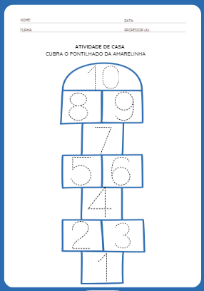 NOME: DATA:
TURMA: PROFESSOR (A):
ATIVIDADE DE CASA
CUBRA O PONTILHADO DA AMARELINHA
10
8 9
7
5 6
4
2 3
1